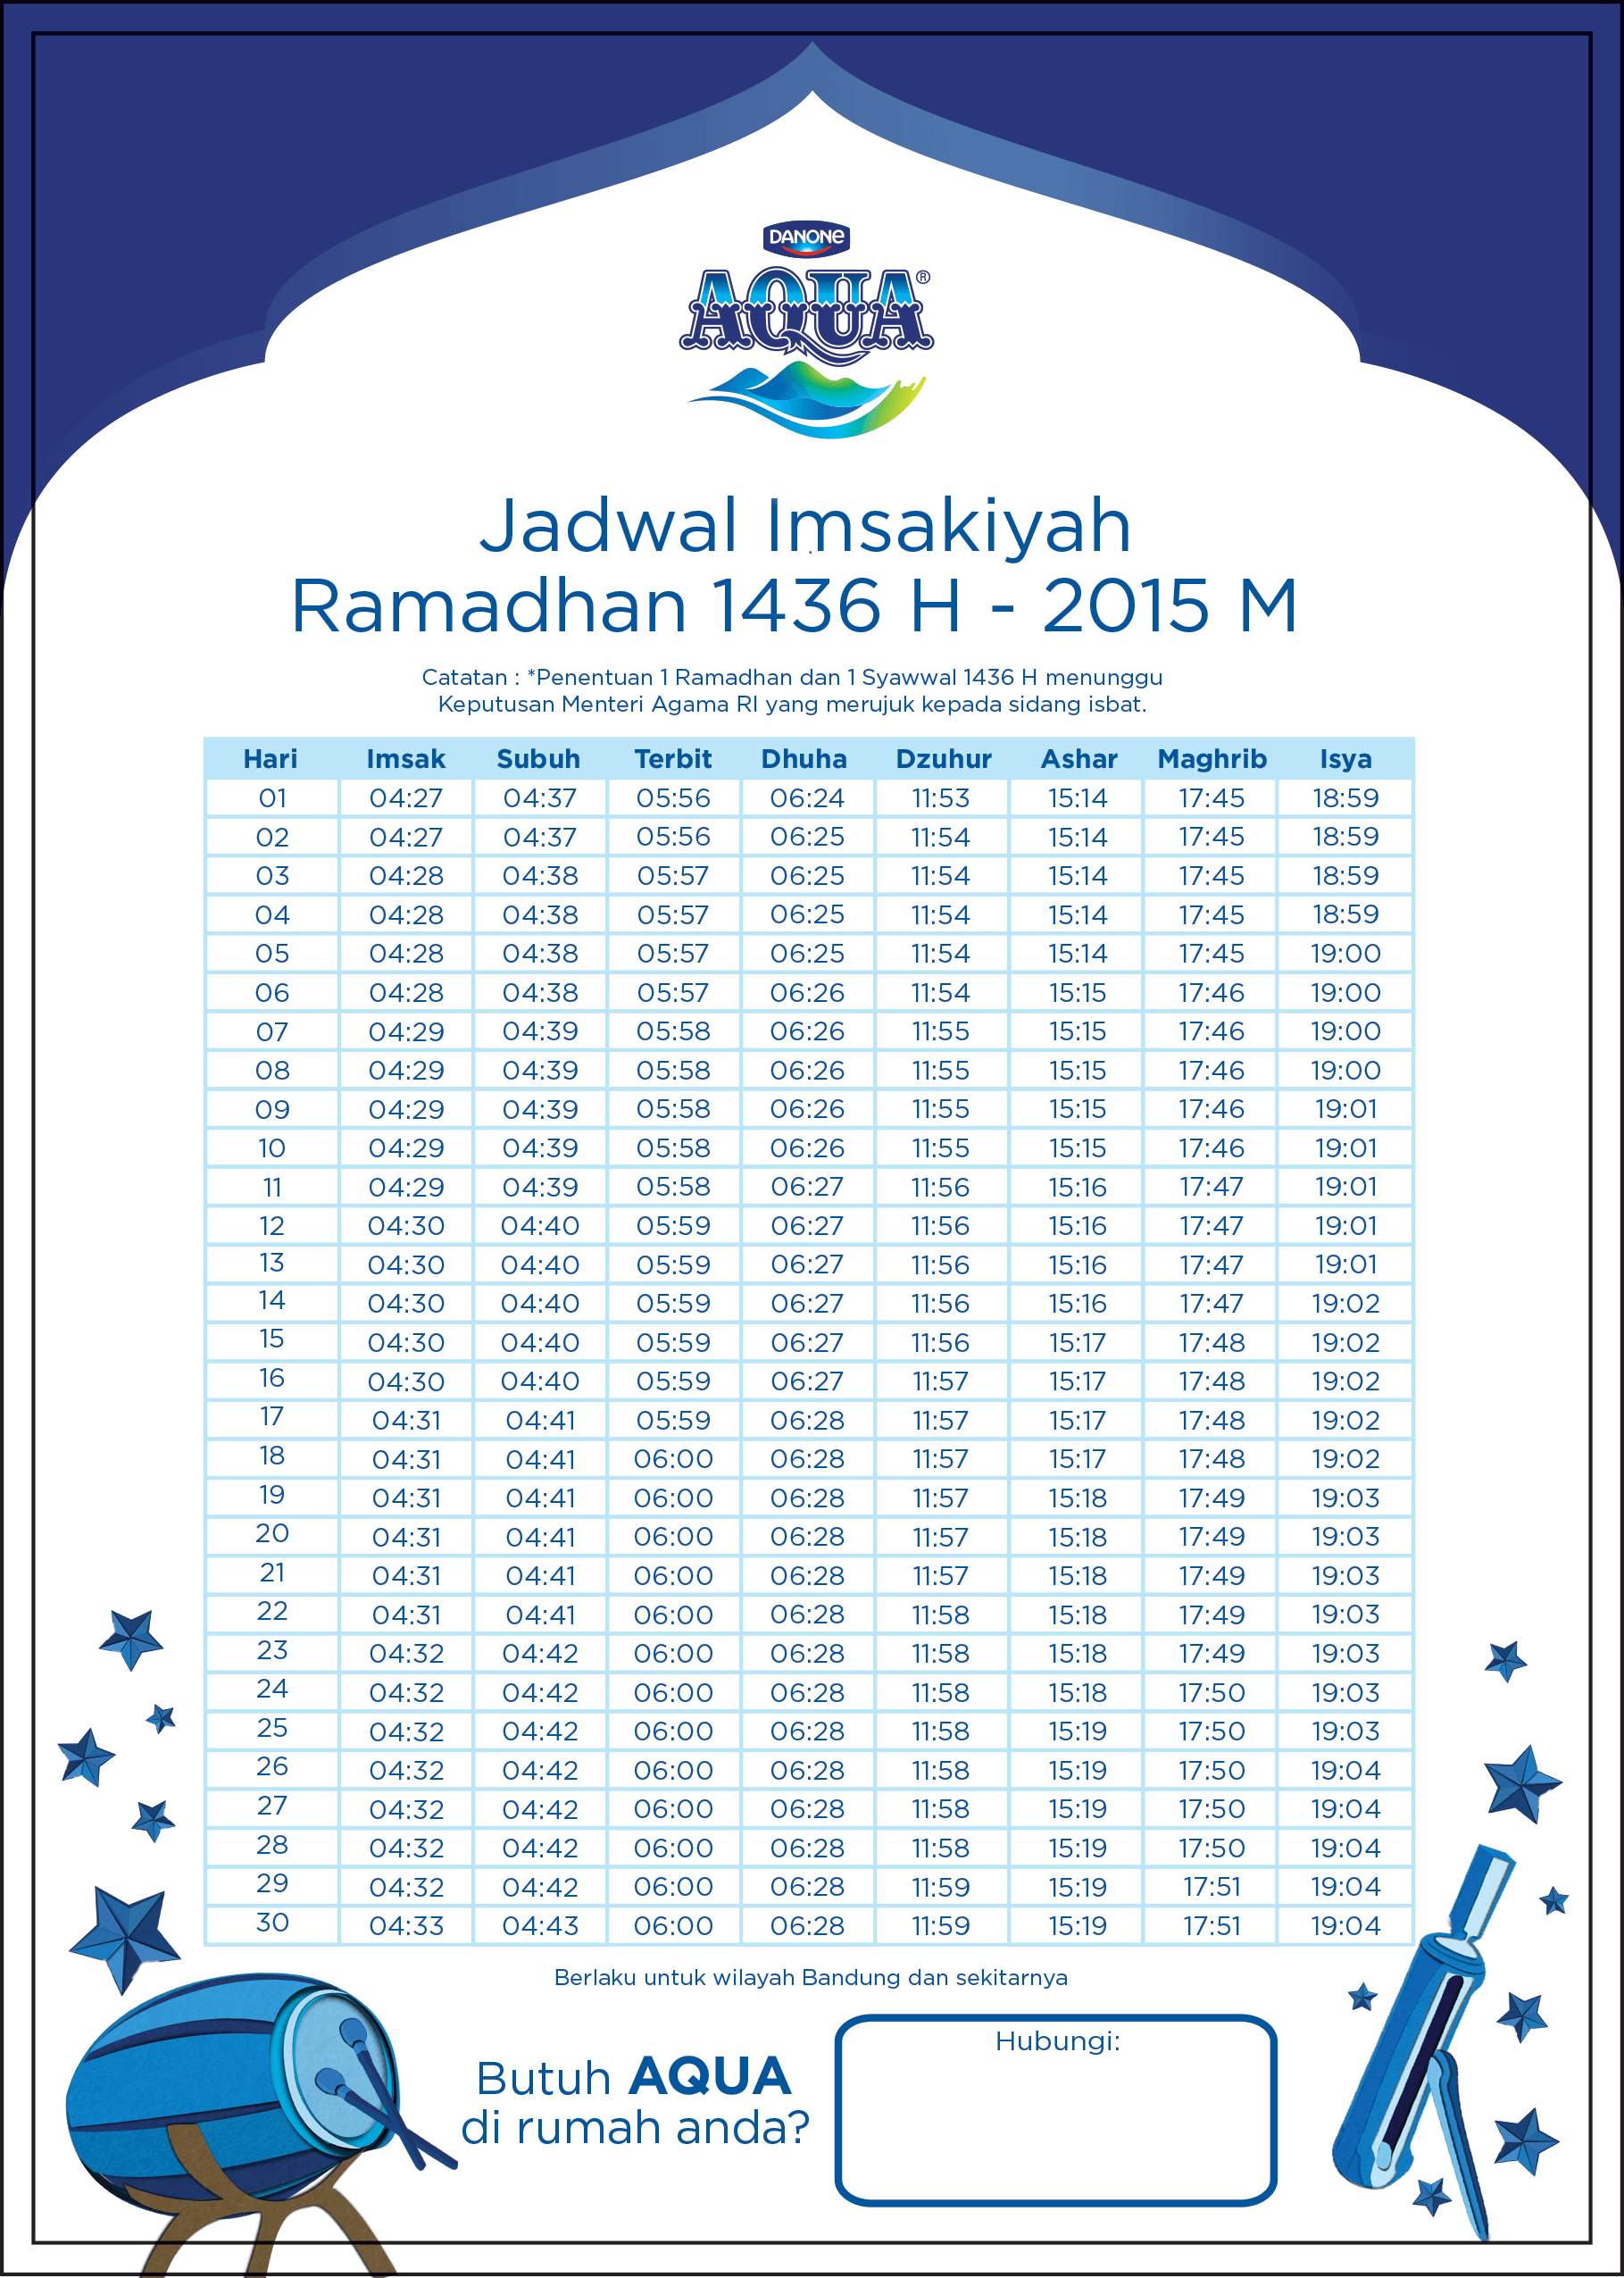 DANONE
AQUA®
Jadwal Imsakiyah
Ramadhan 1436 H - 2015 M
Catatan : *Penentuan 1 Ramadhan dan 1 Syawwal 1436 H menunggu
Keputusan Menteri Agama RI yang merujuk kepada sidang isbat.
Hari Imsak Subuh Terbit Dhuha Dzuhur Ashar Maghrib Isya
01 04:27 04:37 05:56 06:24 11:53 15:14 17:45 18:59
02 04:27 04:37 05:56 06:25 11:54 15:14 17:45 18:59
03 04:28 04:38 05:57 06:25 11:54 15:14 17:45 18:59
04 04:28 04:38 05:57 06:25 11:54 15:14 17:45 18:59
05 04:28 04:38 05:57 06:25 11:54 15:14 17:45 19:00
06 04:28 04:38 05:57 06:26 11:54 15:15 17:46 19:00
07 04:29 04:39 05:58 06:26 11:55 15:15 17:46 19:00
08 04:29 04:39 05:58 06:26 11:55 15:15 17:46 19:00
09 04:29 04:39 05:58 06:26 11:55 15:15 17:46 19:01
10 04:29 04:39 05:58 06:26 11:55 15:15 17:46 19:01
11 04:29 04:39 05:58 06:27 11:56 15:16 17:47 19:01
12 04:30 04:40 05:59 06:27 11:56 15:16 17:47 19:01
13 04:30 04:40 05:59 06:27 11:56 15:16 17:47 19:01
14 04:30 04:40 05:59 06:27 11:56 15:16 17:47 19:02
15 04:30 04:40 05:59 06:27 11:56 15:17 17:48 19:02
16 04:30 04:40 05:59 06:27 11:57 15:17 17:48 19:02
17 04:31 04:41 05:59 06:28 11:57 15:17 17:48 19:02
18 04:31 04:41 06:00 06:28 11:57 15:17 17:48 19:02
19 04:31 04:41 06:00 06:28 11:57 15:18 17:49 19:03
20 04:31 04:41 06:00 06:28 11:57 15:18 17:49 19:03
21 04:31 04:41 06:00 06:28 11:57 15:18 17:49 19:03
22 04:31 04:41 06:00 06:28 11:58 15:18 17:49 19:03
23 04:32 04:42 06:00 06:28 11:58 15:18 17:49 19:03
24 04:32 04:42 06:00 06:28 11:58 15:18 17:50 19:03
25 04:32 04:42 06:00 06:28 11:58 15:19 17:50 19:03
26 04:32 04:42 06:00 06:28 11:58 15:19 17:50 19:04
27 04:32 04:42 06:00 06:28 11:58 15:19 17:50 19:04
28 04:32 04:42 06:00 06:28 11:58 15:19 17:50 19:04
29 04:32 04:42 06:00 06:28 11:59 15:19 17:51 19:04
30 04:33 04:43 06:00 06:28 11:59 15:19 17:51 19:04
Berlaku untuk wilayah Bandung dan sekitarnya
Butuh AQUA
di rumah anda?
Hubungi: